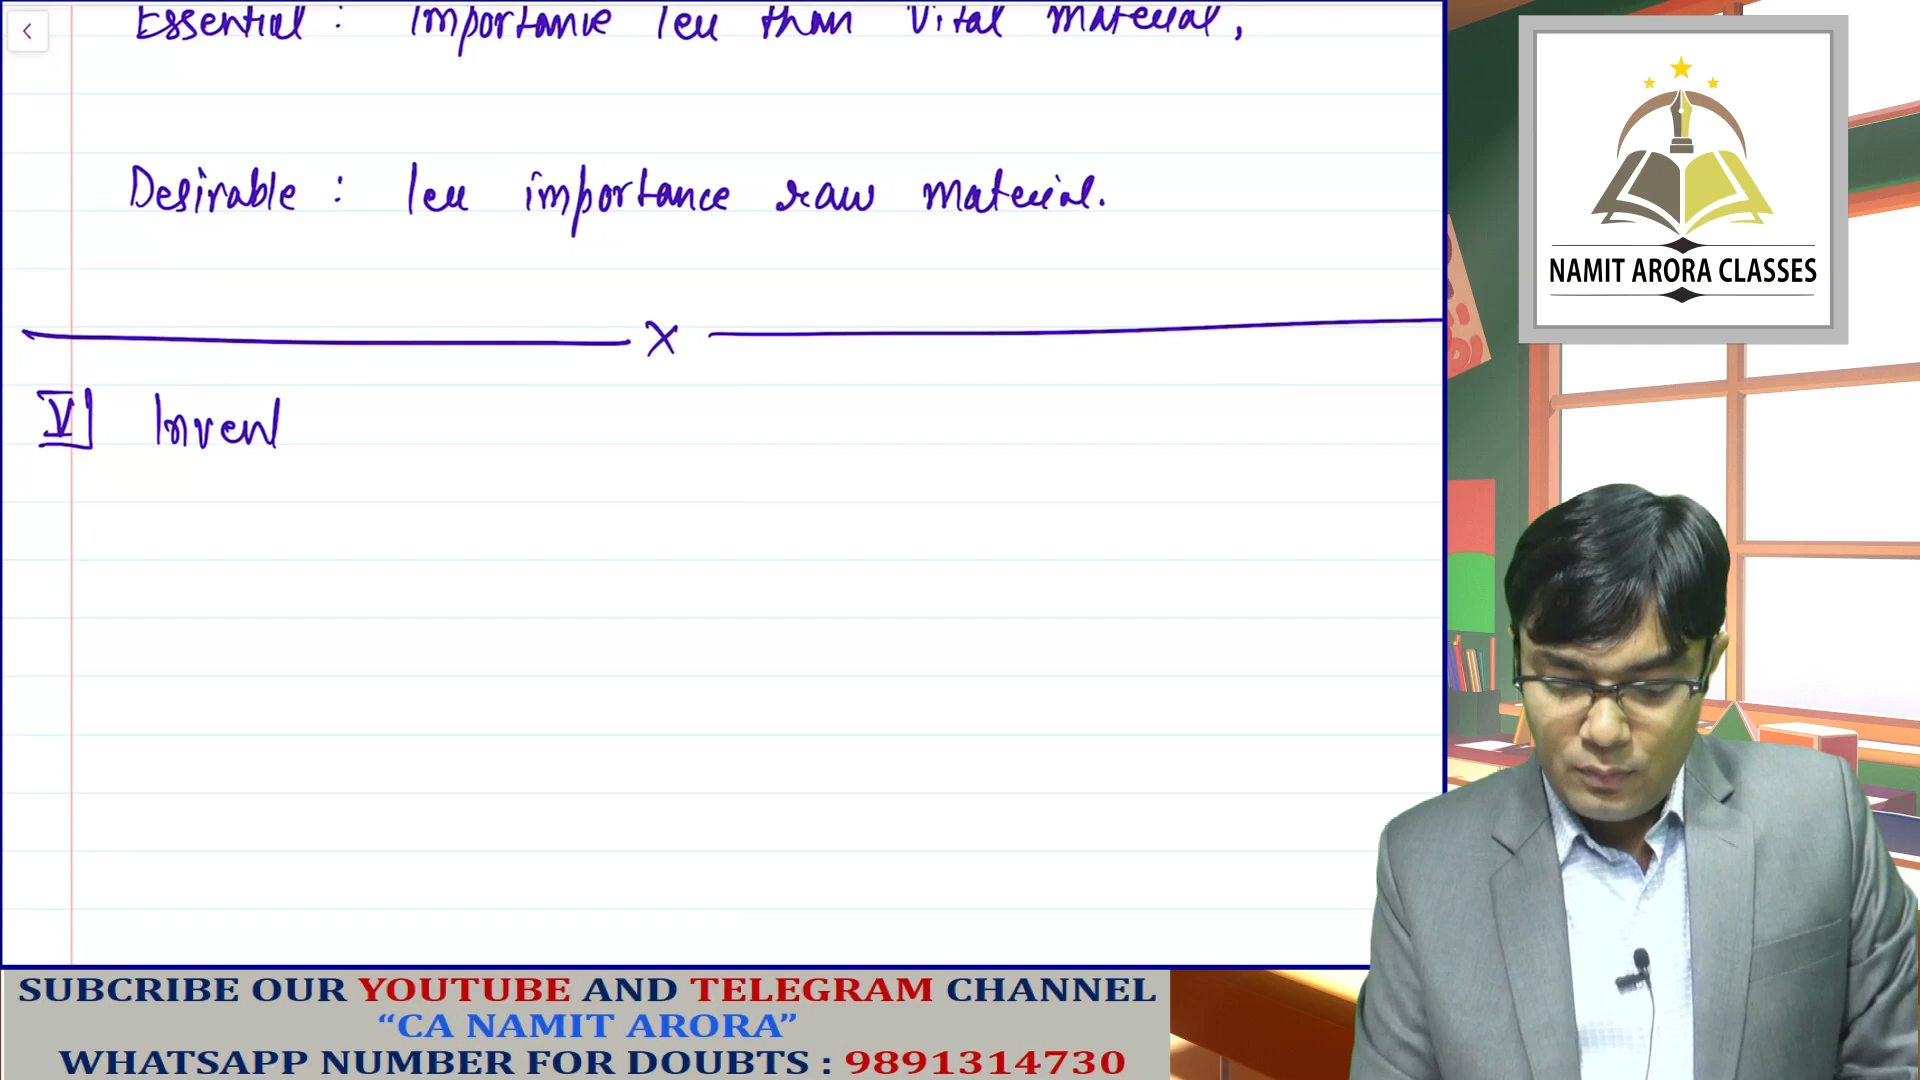 Essential : Importance less than Vital Material.
Desirable : less importance raw material.
X
V] Invent
NAMIT ARORA CLASSES
SUBCRIBE OUR YOUTUBE AND TELEGRAM CHANNEL
“CA NAMIT ARORA”
WHATSAPP NUMBER FOR DOUBTS : 9891314730